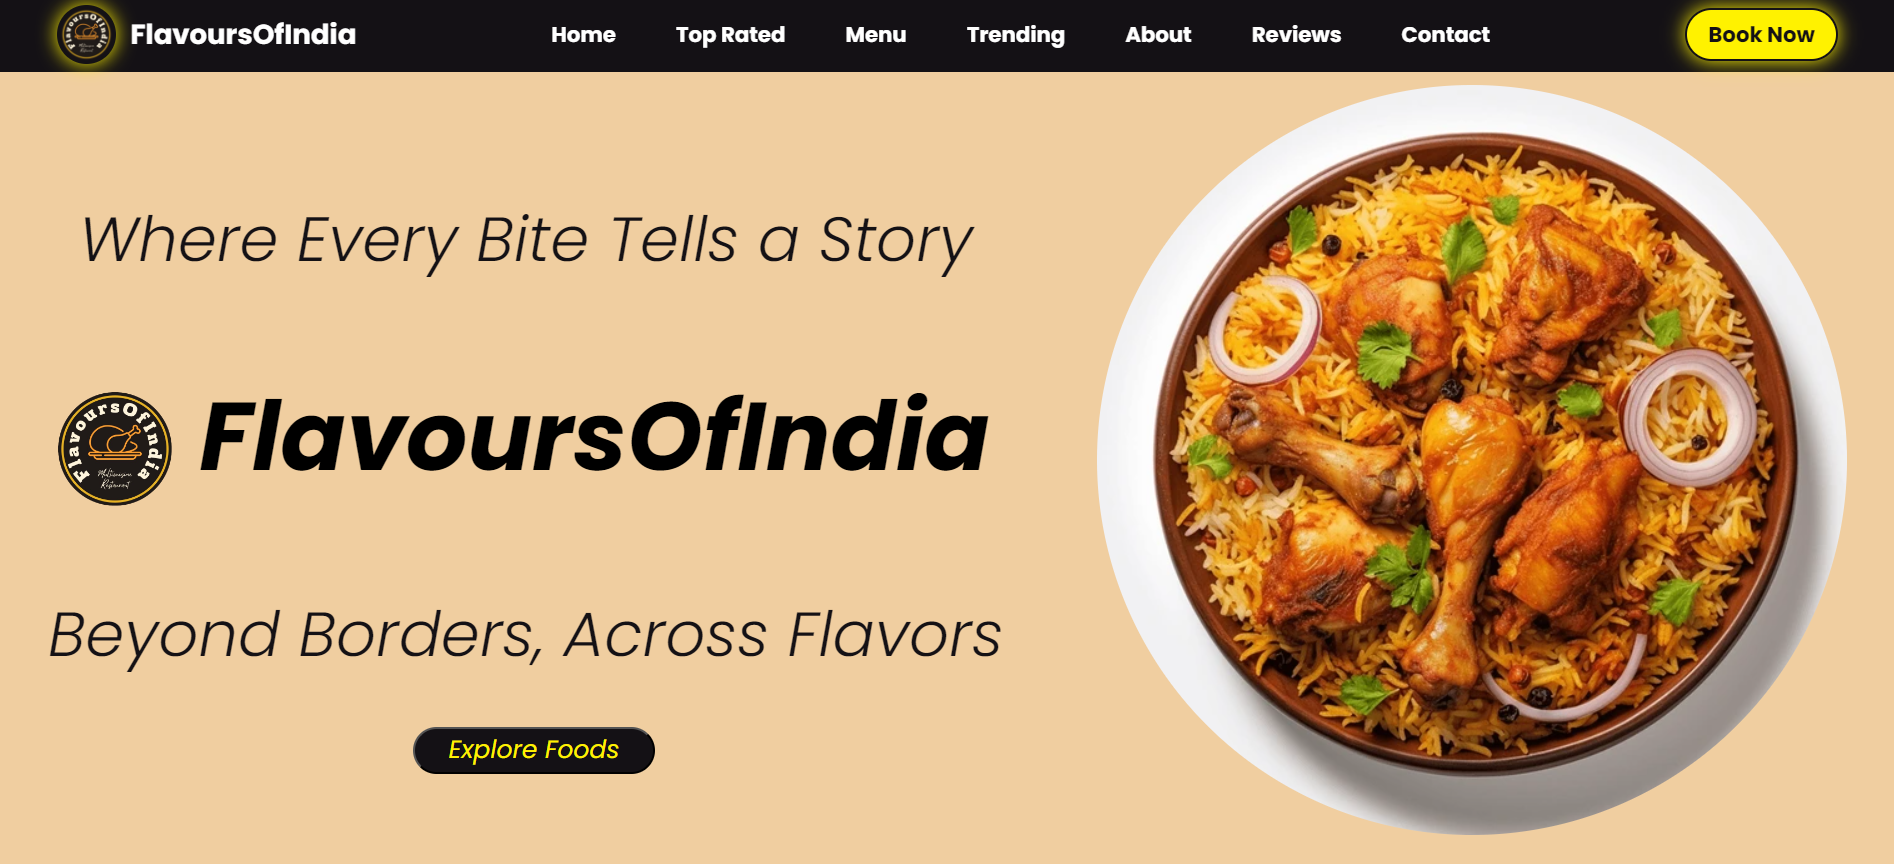 FlavoursOfIndia
Home Top Rated Menu Trending About Reviews Contact
Book Now
Where Every Bite Tells a Story
FlavoursOfIndia
Multicuisine
Restaurant
FlavoursOfIndia
Beyond Borders, Across Flavors
Explore Foods